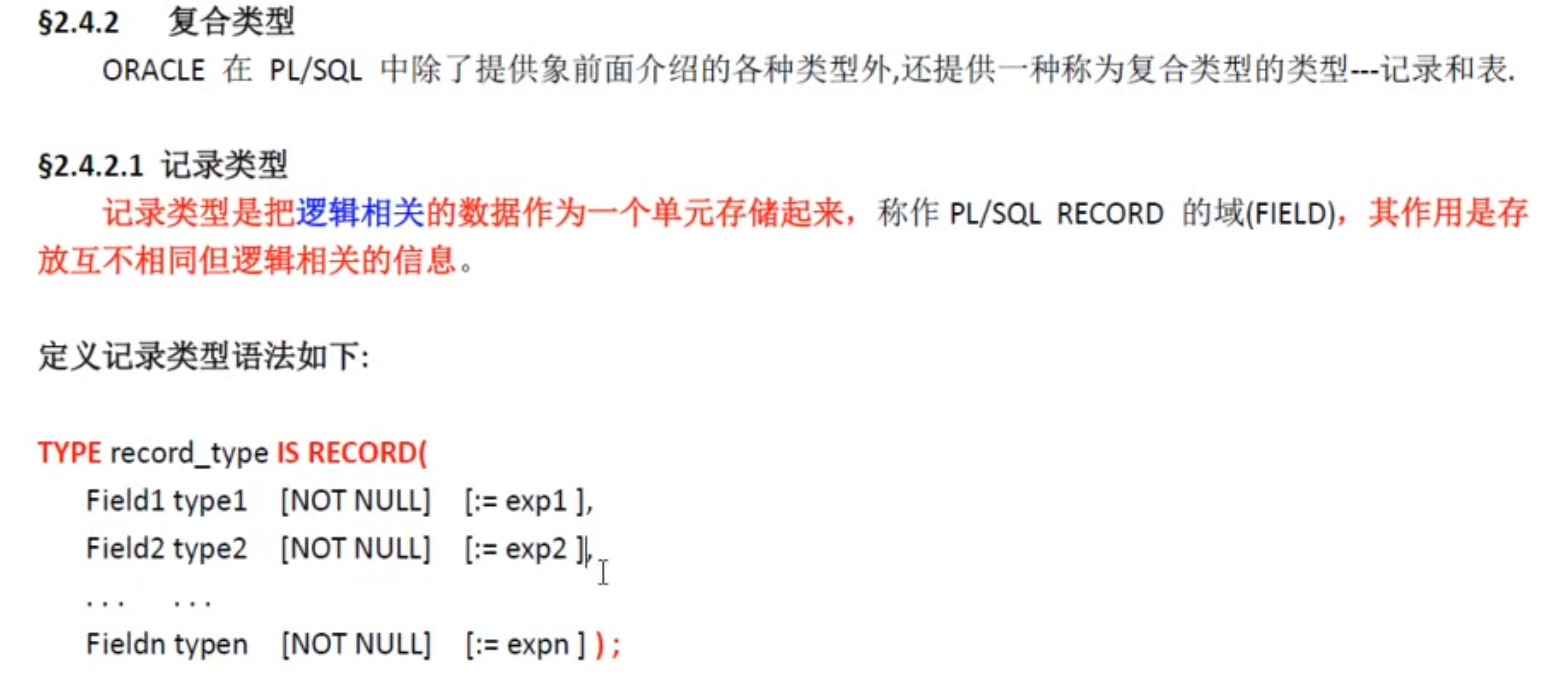 §2.4.2 复合类型
ORACLE 在 PL/SQL 中除了提供象前面介绍的各种类型外,还提供一种称为复合类型的类型---记录和表.
§2.4.2.1 记录类型
记录类型是把逻辑相关的数据作为一个单元存储起来，称作 PL/SQL RECORD 的域(FIELD)，其作用是存
放互不相同但逻辑相关的信息。
定义记录类型语法如下:
TYPE record_type IS RECORD(
Field1 type1 [NOT NULL] [:= exp1 ],
Field2 type2 [NOT NULL] [:= exp2 ],
. . . . . .
Fieldn typen [NOT NULL] [:= expn ] ) ;